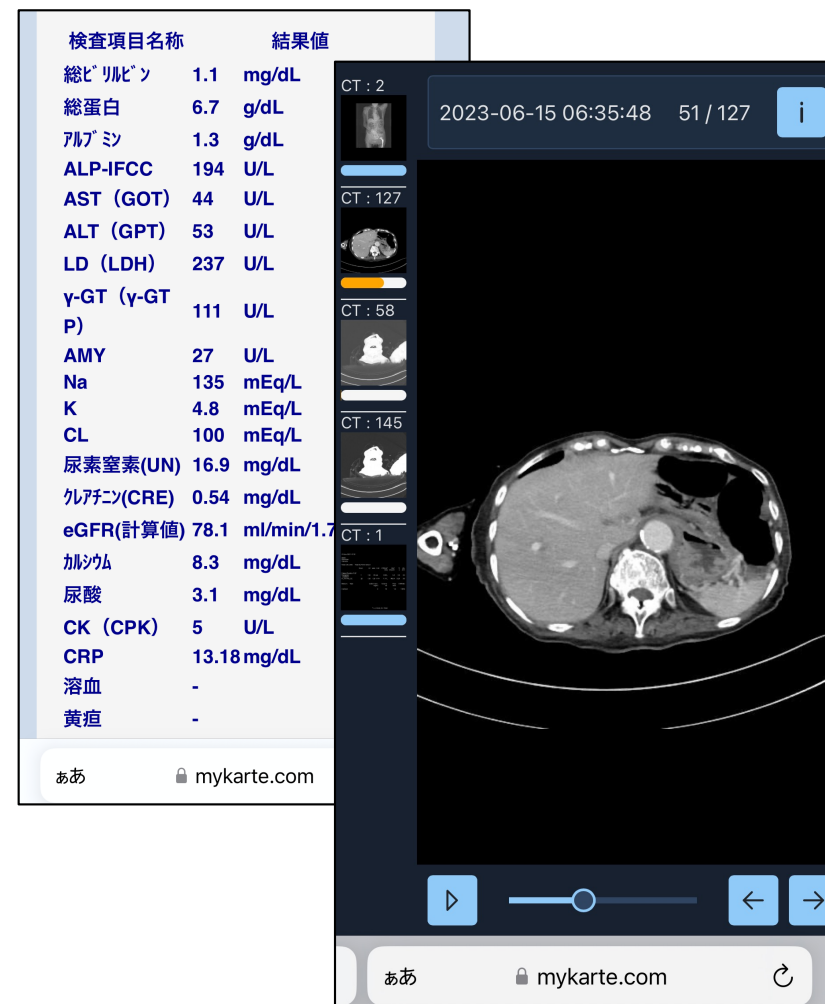 検査項目名称 結果値
総ﾋﾞﾘﾙﾋﾞﾝ 1.1 mg/dL
総蛋白 6.7 g/dL
ｱﾙﾌﾞﾐﾝ 1.3 g/dL
ALP-IFCC 194 U/L
AST（GOT） 44 U/L
ALT（GPT） 53 U/L
LD（LDH） 237 U/L
γ-GT（γ-GT
P） 111 U/L
AMY 27 U/L
Na 135 mEq/L
K 4.8 mEq/L
CL 100 mEq/L
尿素窒素(UN) 16.9 mg/dL
ｸﾚｱﾁﾆﾝ(CRE) 0.54 mg/dL
eGFR(計算値) 78.1 ml/min/1.7
ｶﾙｼｳﾑ 8.3 mg/dL
尿酸 3.1 mg/dL
CK（CPK） 5 U/L
CRP 13.18 mg/dL
溶血 -
黄疸 -
ぁあ mykarte.com
CT : 2
CT : 127
CT : 58
CT : 145
CT : 1
2023-06-15 06:35:48 51 / 127 i
ぁあ mykarte.com